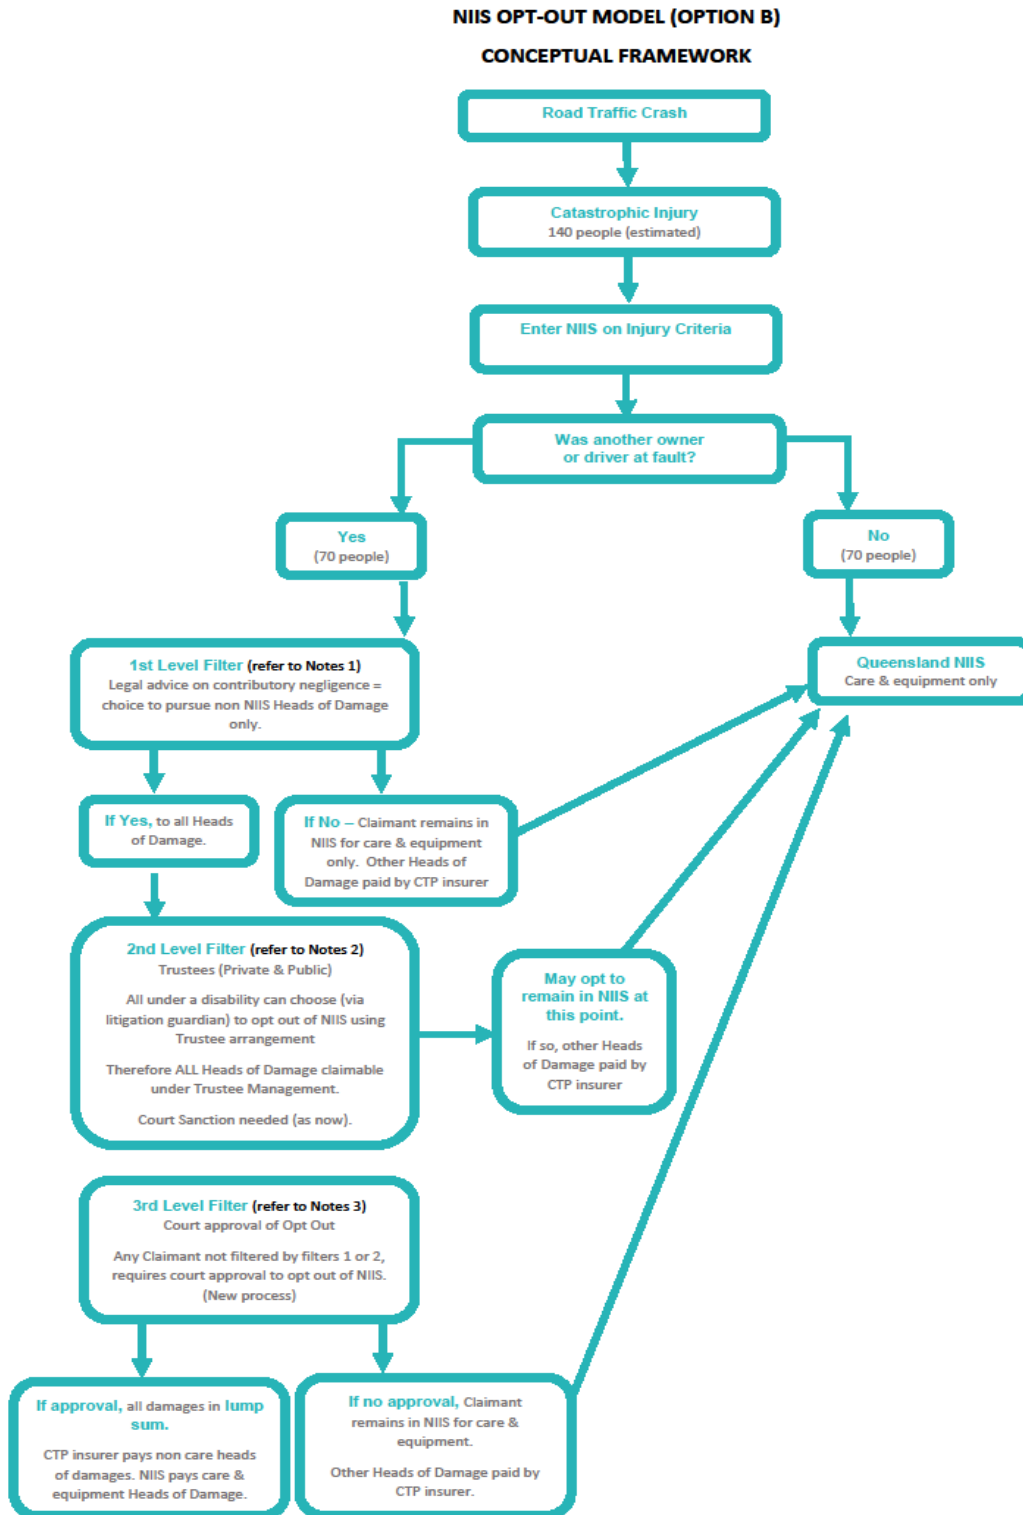 NIIS OPT-OUT MODEL (OPTION B)
CONCEPTUAL FRAMEWORK
Road Traffic Crash
Catastrophic Injury
140 people (estimated)
Enter NIIS on Injury Criteria
Was another owner
or driver at fault?
Yes
(70 people)
No
(70 people)
1st Level Filter (refer to Notes 1)
Legal advice on contributory negligence =
choice to pursue non NIIS Heads of Damage
only.
Queensland NIIS
Care & equipment only
If Yes, to all Heads
of Damage.
If No – Claimant remains in
NIIS for care & equipment
only. Other Heads of
Damage paid by CTP insurer
2nd Level Filter (refer to Notes 2)
Trustees (Private & Public)
All under a disability can choose (via
litigation guardian) to opt out of NIIS using
Trustee arrangement
Therefore ALL Heads of Damage claimable
under Trustee Management.
Court Sanction needed (as now).
May opt to
remain in NIIS at
this point.
If so, other Heads
of Damage paid by
CTP insurer
3rd Level Filter (refer to Notes 3)
Court approval of Opt Out
Any Claimant not filtered by filters 1 or 2,
requires court approval to opt out of NIIS.
(New process)
If approval, all damages in lump
sum.
CTP insurer pays non care heads
of damages. NIIS pays care &
equipment Heads of Damage.
If no approval, Claimant
remains in NIIS for care &
equipment.
Other Heads of Damage paid by
CTP insurer.